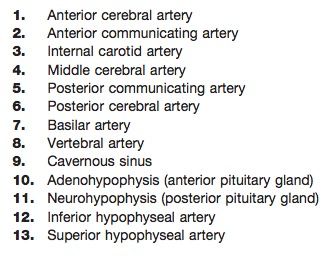 1. Anterior cerebral artery
2. Anterior communicating artery
3. Internal carotid artery
4. Middle cerebral artery
5. Posterior communicating artery
6. Posterior cerebral artery
7. Basilar artery
8. Vertebral artery
9. Cavernous sinus
10. Adenohypophysis (anterior pituitary gland)
11. Neurohypophysis (posterior pituitary gland)
12. Inferior hypophyseal artery
13. Superior hypophyseal artery